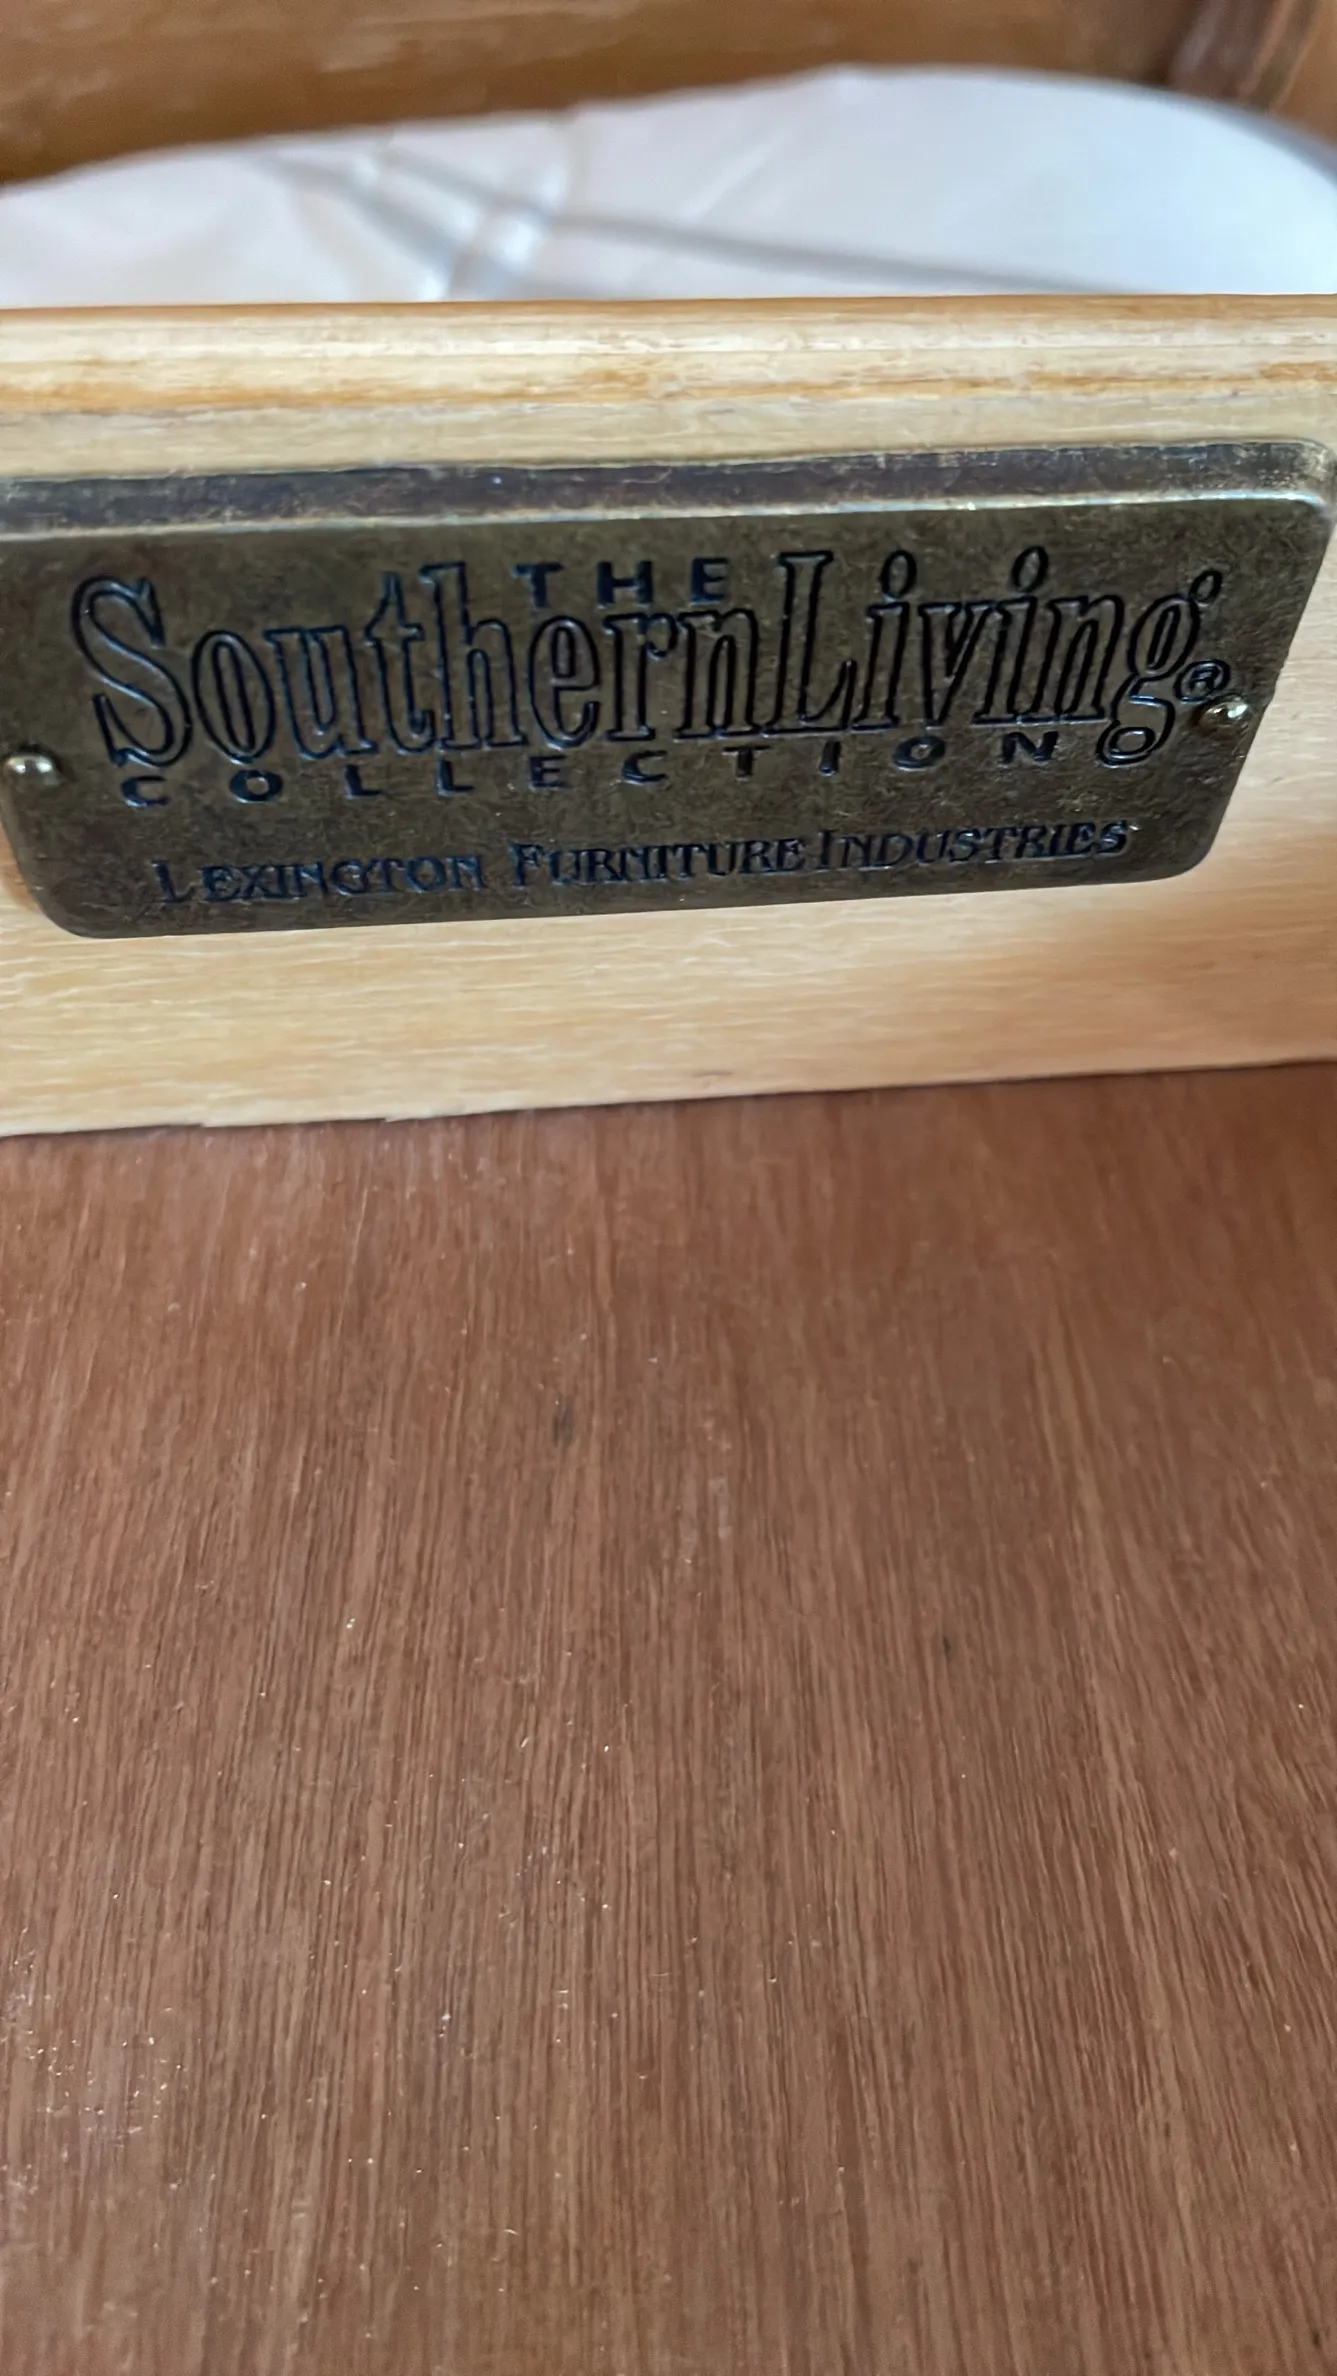 THE
SouthernLiving®
COLLECTION
LEXINGTON FURNITURE INDUSTRIES